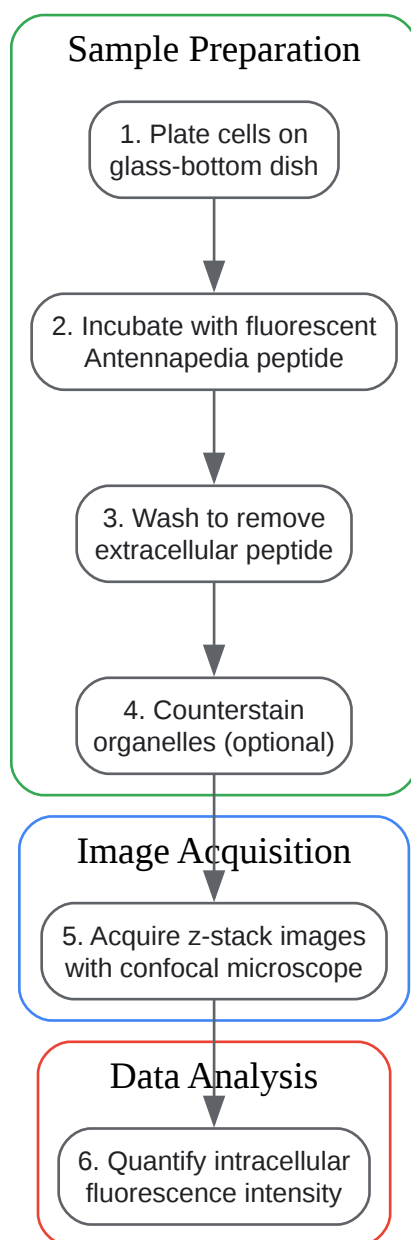 Sample Preparation
1. Plate cells on
glass-bottom dish
2. Incubate with fluorescent
Antennapedia peptide
3. Wash to remove
extracellular peptide
4. Counterstain
organelles (optional)
Image Acquisition
5. Acquire z-stack images
with confocal microscope
Data Analysis
6. Quantify intracellular
fluorescence intensity